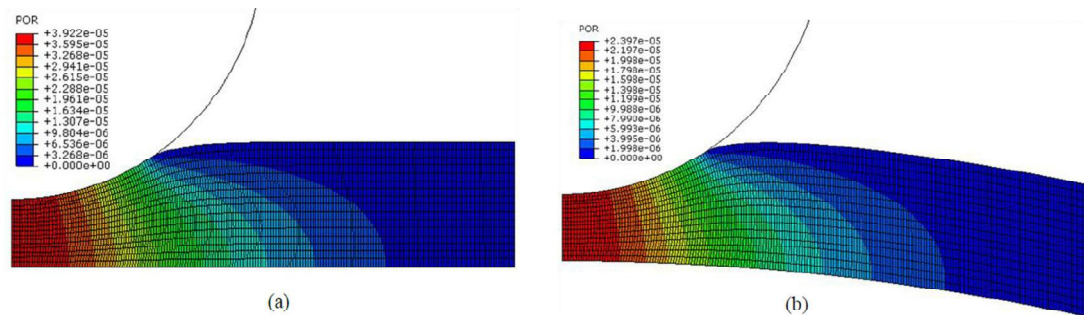 POR
+3.922e-05
+3.595e-05
+3.268e-05
+2.941e-05
+2.615e-05
+2.288e-05
+1.961e-05
+1.634e-05
+1.307e-05
+9.804e-06
+6.536e-06
+3.268e-06
+0.000e+00
(a)
POR
+2.397e-05
+2.197e-05
+1.998e-05
+1.798e-05
+1.598e-05
+1.398e-05
+1.199e-05
+9.988e-06
+7.990e-06
+5.993e-06
+3.995e-06
+1.998e-06
+0.000e+00
(b)